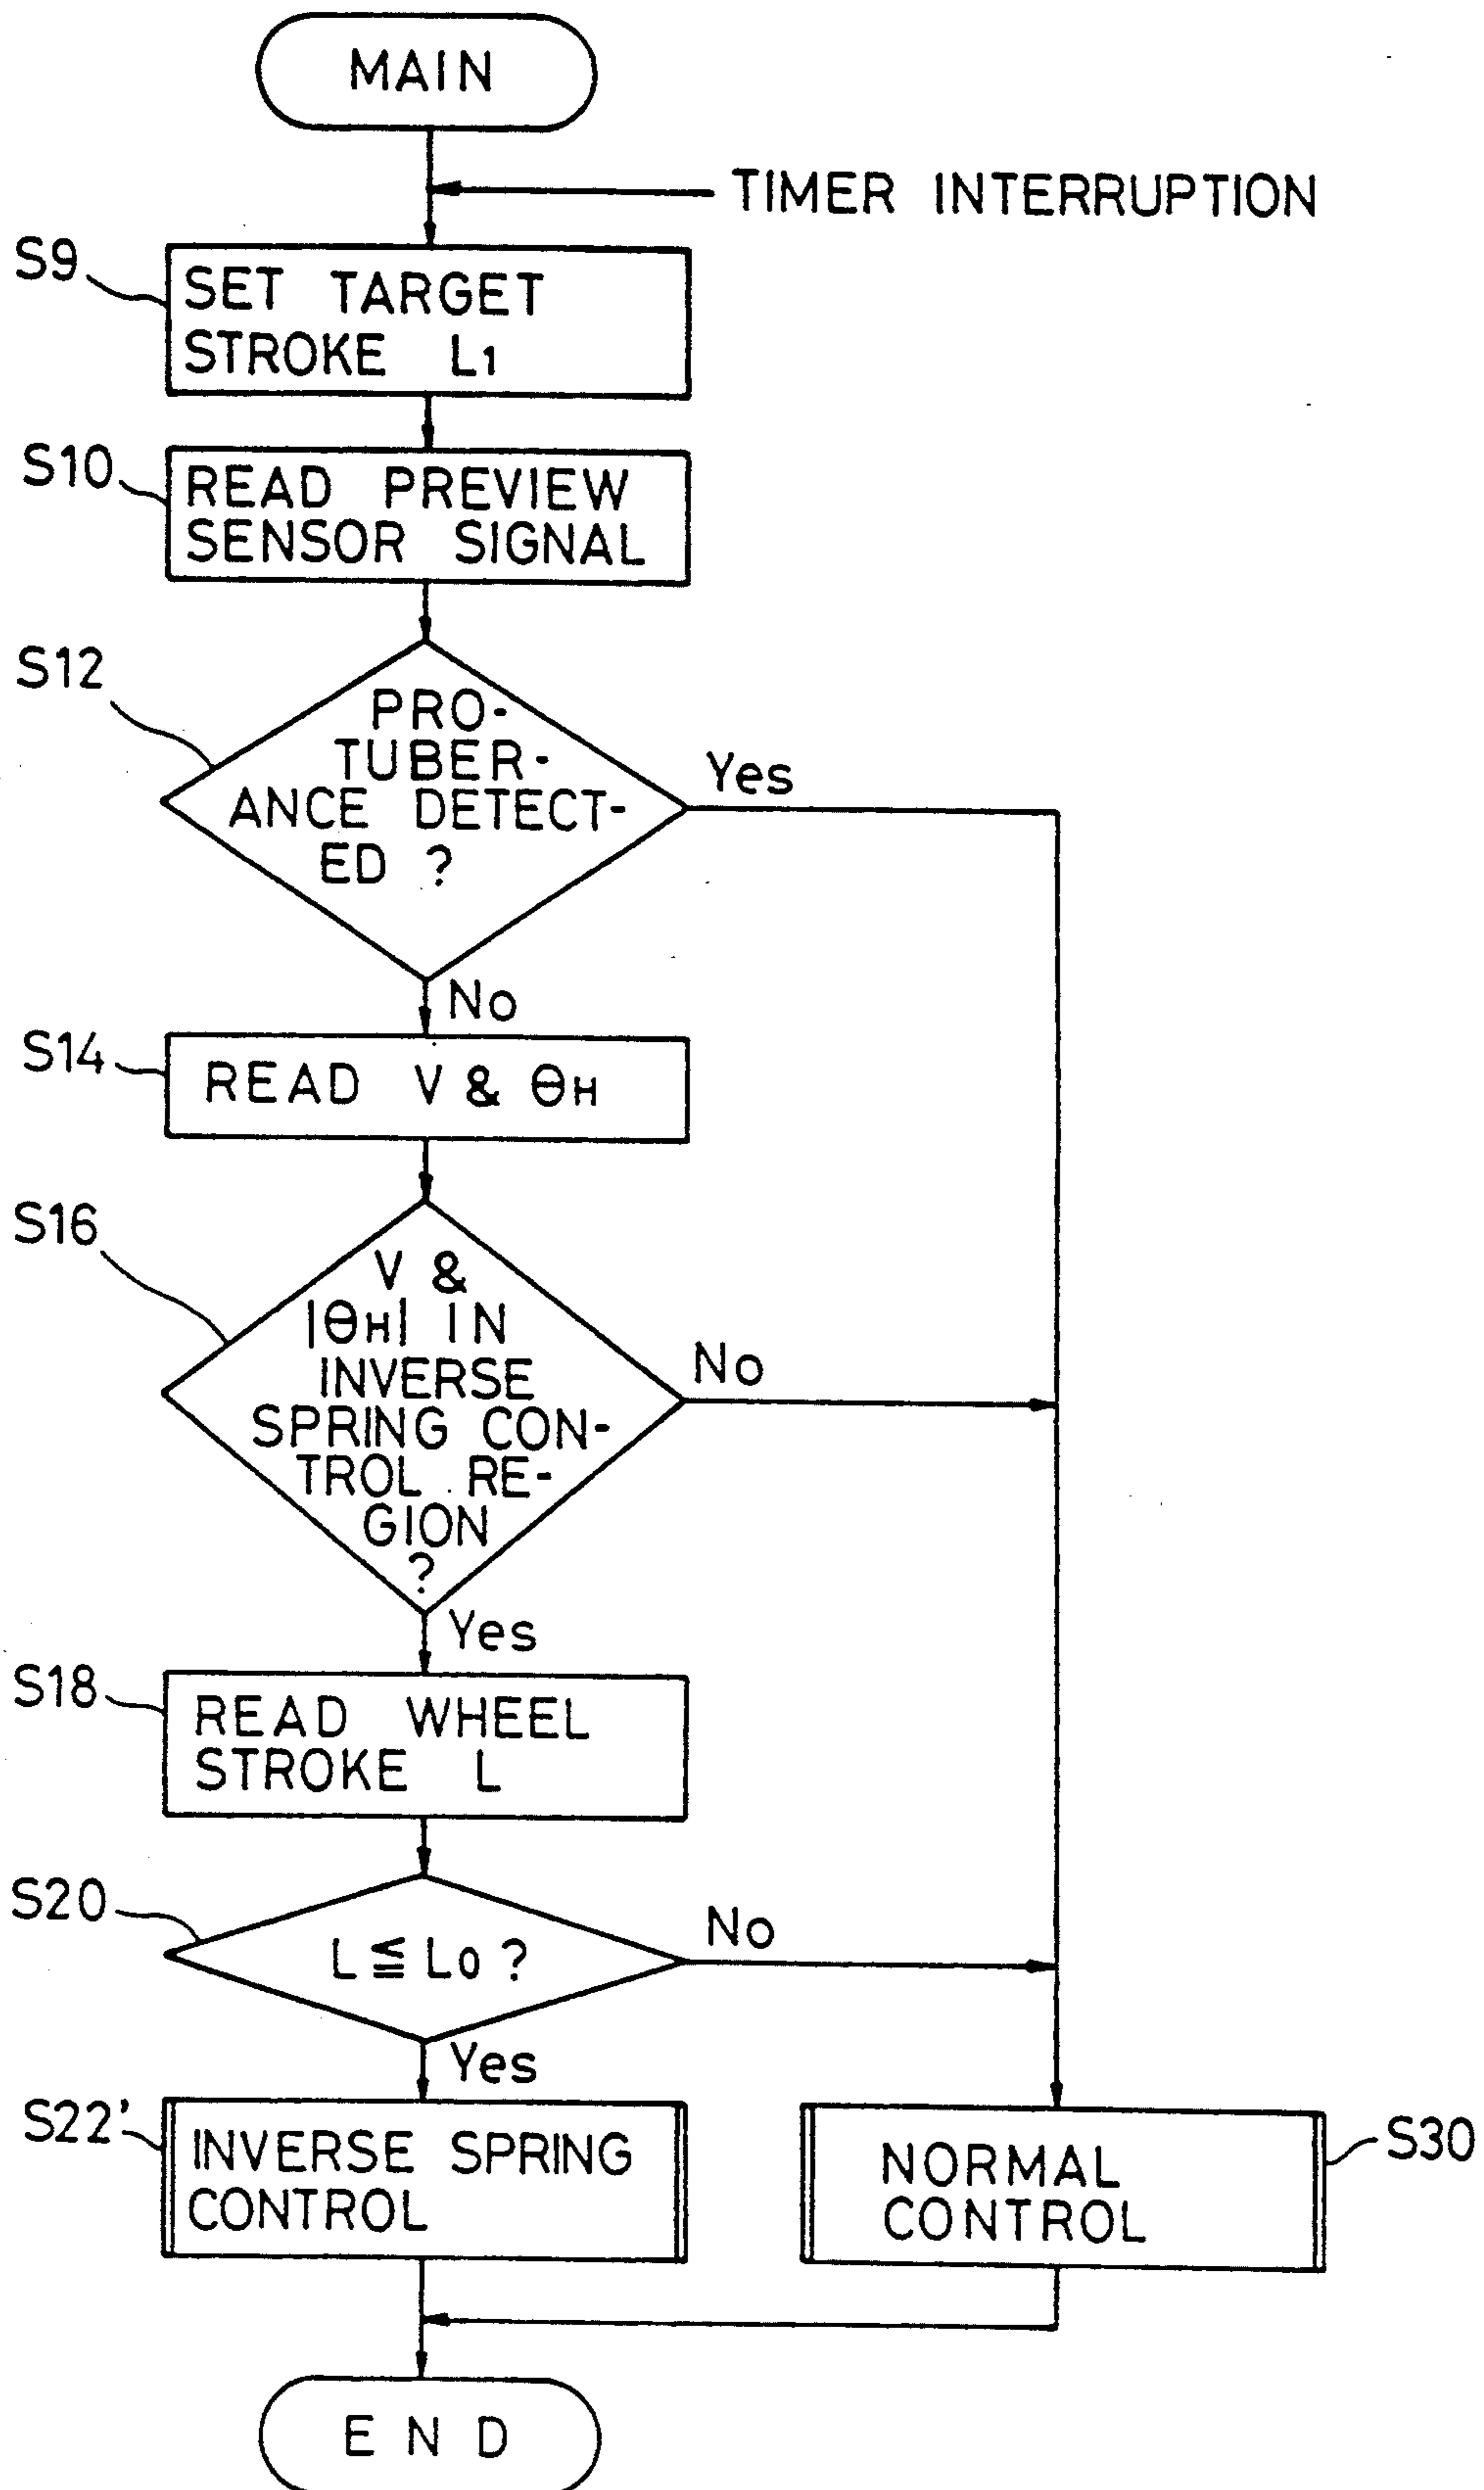 MAIN
TIMER INTERRUPTION
S9
SET TARGET
STROKE L1
S10
READ PREVIEW
SENSOR SIGNAL
S12
PRO-
TUBER-
ANCE DETECT-
ED ?
Yes
No
S14
READ V & ΘH
S16
V &
|ΘH| IN
INVERSE
SPRING CON-
TROL RE-
GION
?
No
Yes
S18
READ WHEEL
STROKE L
S20
L ≦ L0 ?
No
Yes
S22'
INVERSE SPRING
CONTROL
NORMAL
CONTROL
S30
END